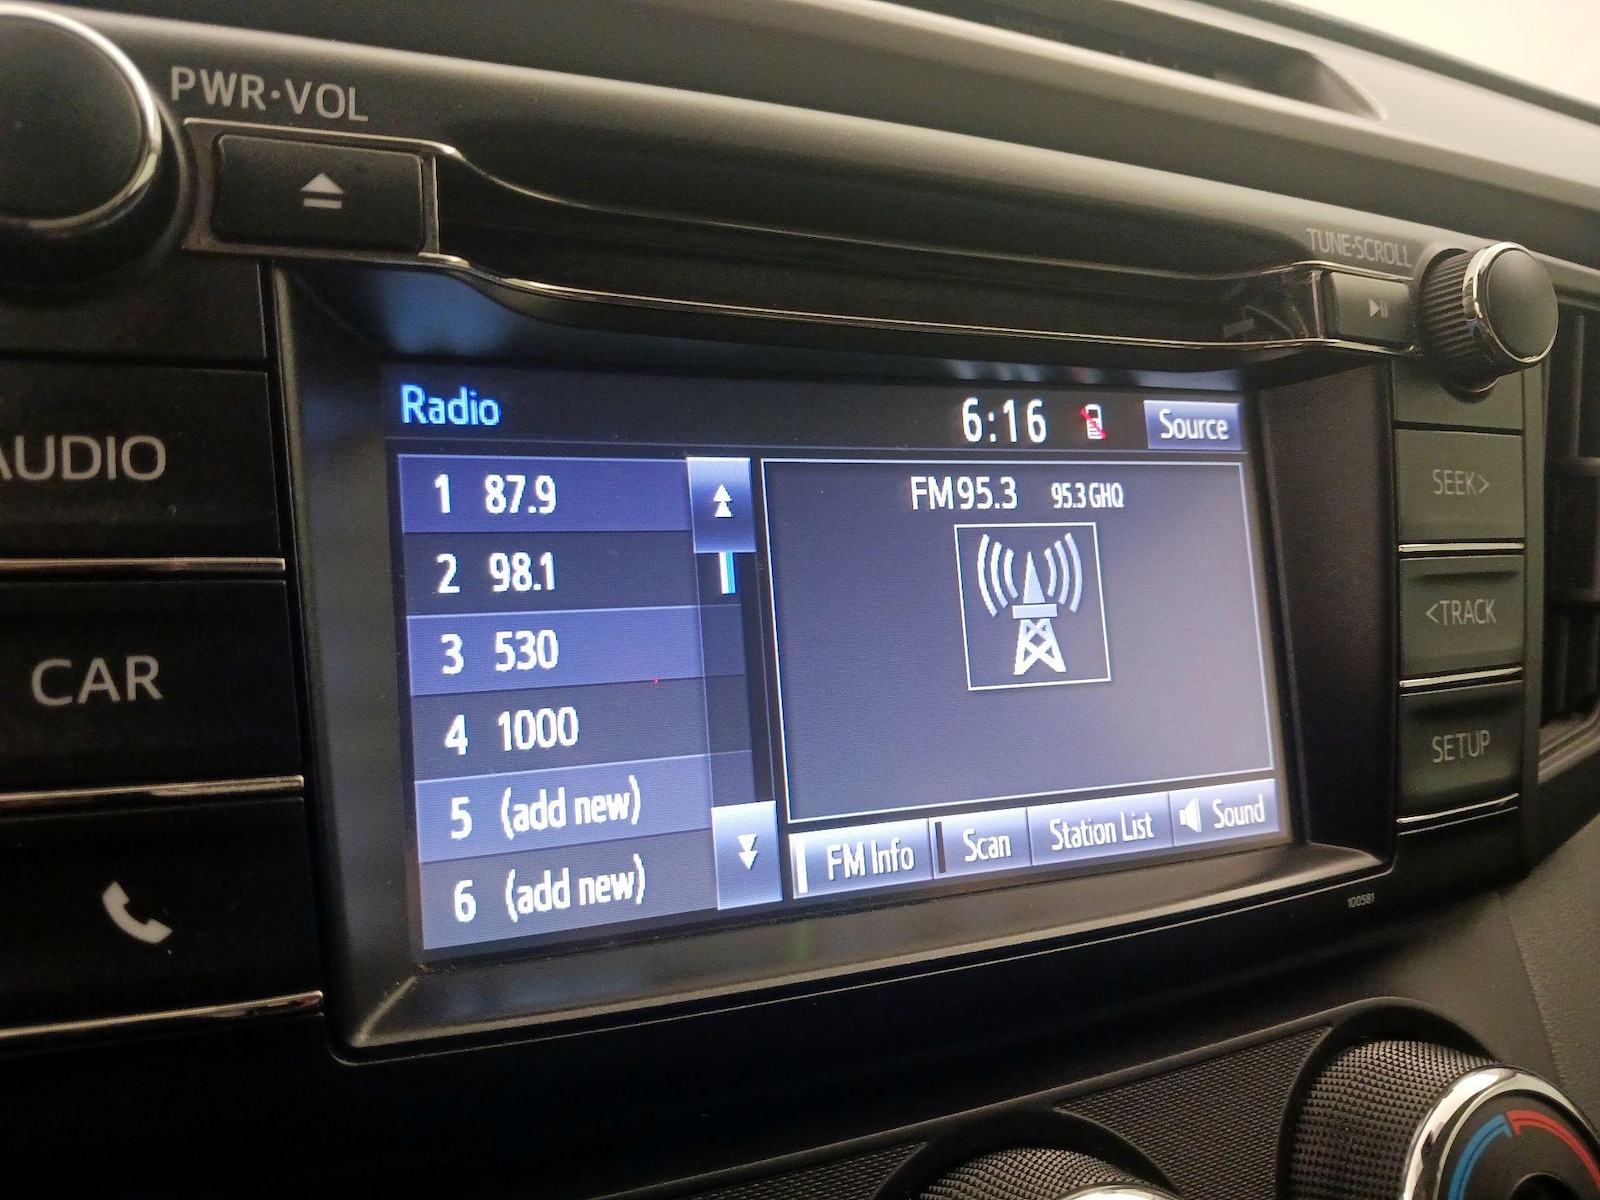 PWR·VOL
TUNE·SCROLL
AUDIO
CAR
Radio
6:16
Source
1 87.9
2 98.1
3 530
4 1000
5 (add new)
6 (add new)
FM 95.3 95.3 GHQ
FM Info
Scan
Station List
Sound
SEEK>
<TRACK
SETUP
100581